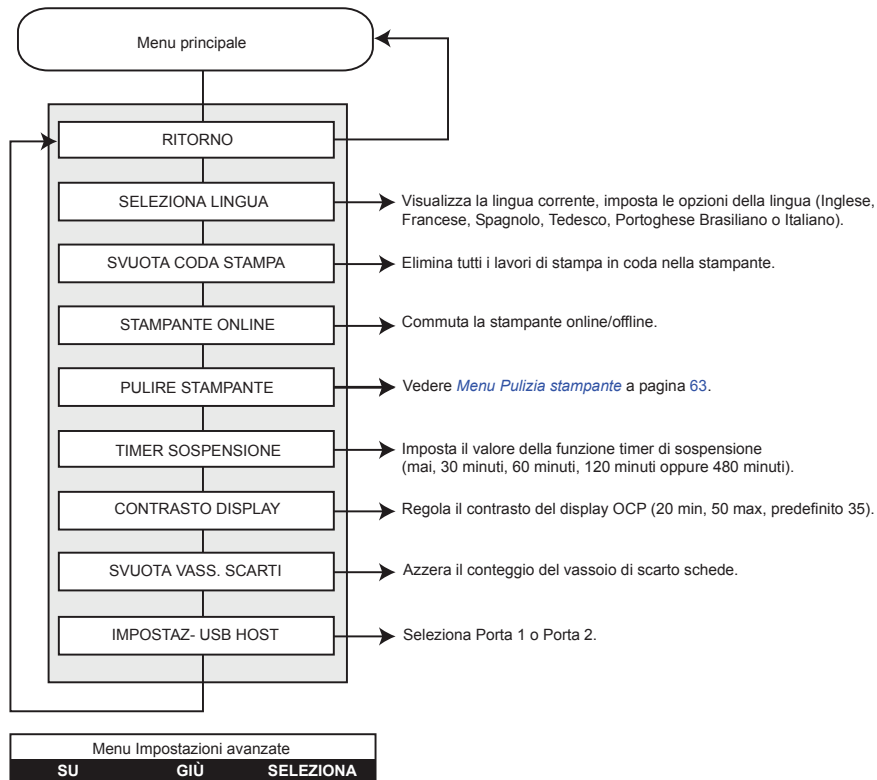 Menu principale
RITORNO
SELEZIONA LINGUA
Visualizza la lingua corrente, imposta le opzioni della lingua (Inglese,
Francese, Spagnolo, Tedesco, Portoghese Brasiliano o Italiano).
SVUOTA CODA STAMPA
Elimina tutti i lavori di stampa in coda nella stampante.
STAMPANTE ONLINE
Commuta la stampante online/offline.
PULIRE STAMPANTE
Vedere Menu Pulizia stampante a pagina 63.
TIMER SOSPENSIONE
Imposta il valore della funzione timer di sospensione
(mai, 30 minuti, 60 minuti, 120 minuti oppure 480 minuti).
CONTRASTO DISPLAY
Regola il contrasto del display OCP (20 min, 50 max, predefinito 35).
SVUOTA VASS. SCARTI
Azzera il conteggio del vassoio di scarto schede.
IMPOSTAZ- USB HOST
Seleziona Porta 1 o Porta 2.
Menu Impostazioni avanzate
SU GIÙ SELEZIONA